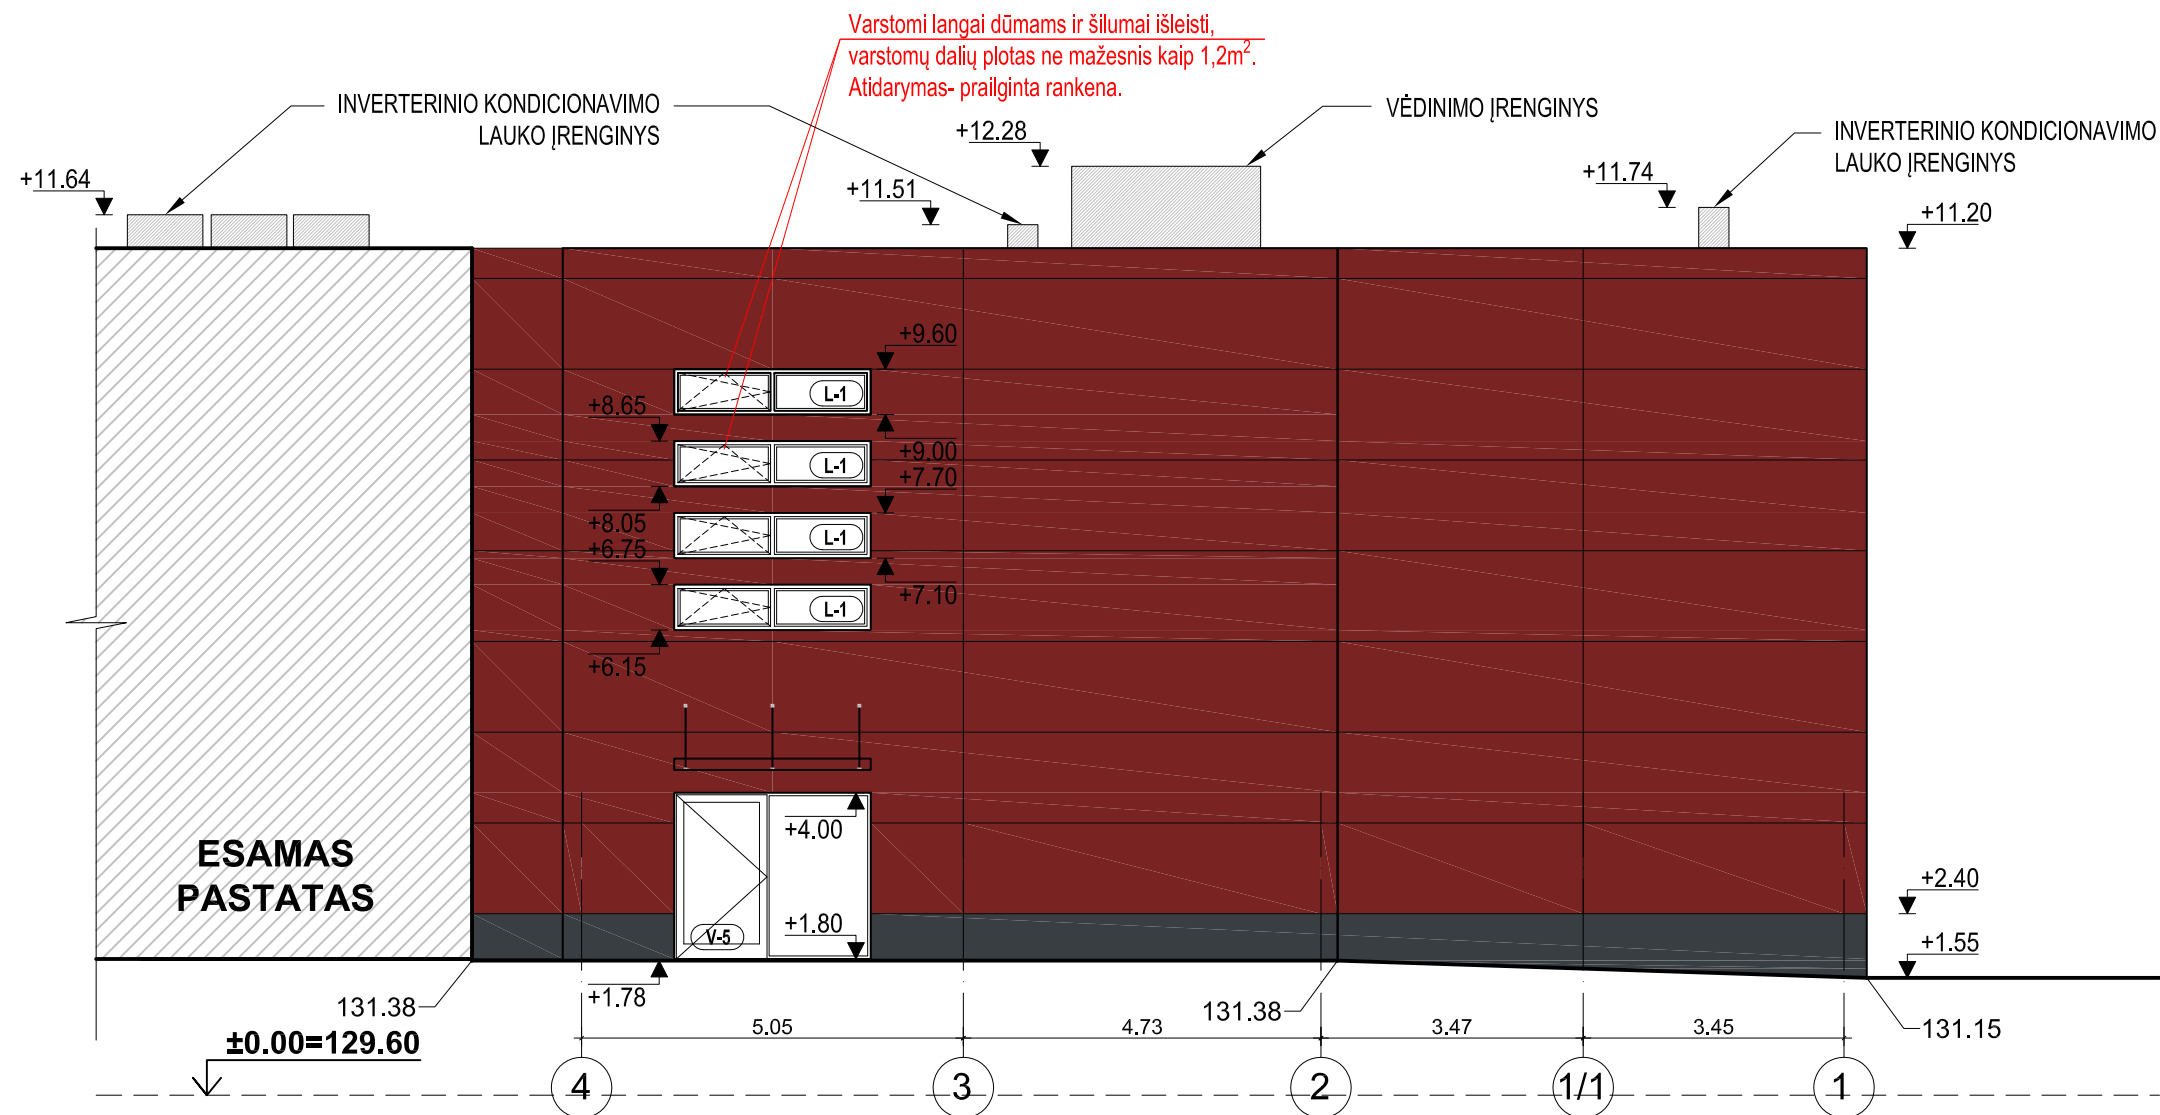 Varstomi langai dūmams ir šilumai išleisti,
varstomų dalių plotas ne mažesnis kaip 1,2m².
Atidarymas- prailginta rankena.
INVERTERINIO KONDICIONAVIMO
LAUKO ĮRENGINYS
VĖDINIMO ĮRENGINYS
INVERTERINIO KONDICIONAVIMO
LAUKO ĮRENGINYS
+12.28
+11.64
+11.51
+11.74
+11.20
+9.60
L-1
+8.65
+9.00
L-1
+7.70
+8.05
L-1
+6.75
+7.10
L-1
+6.15
+4.00
ESAMAS
PASTATAS
+2.40
+1.80
V-5
+1.55
+1.78
131.38
131.38
131.15
±0.00=129.60
5.05
4.73
3.47
3.45
4
3
2
1/1
1